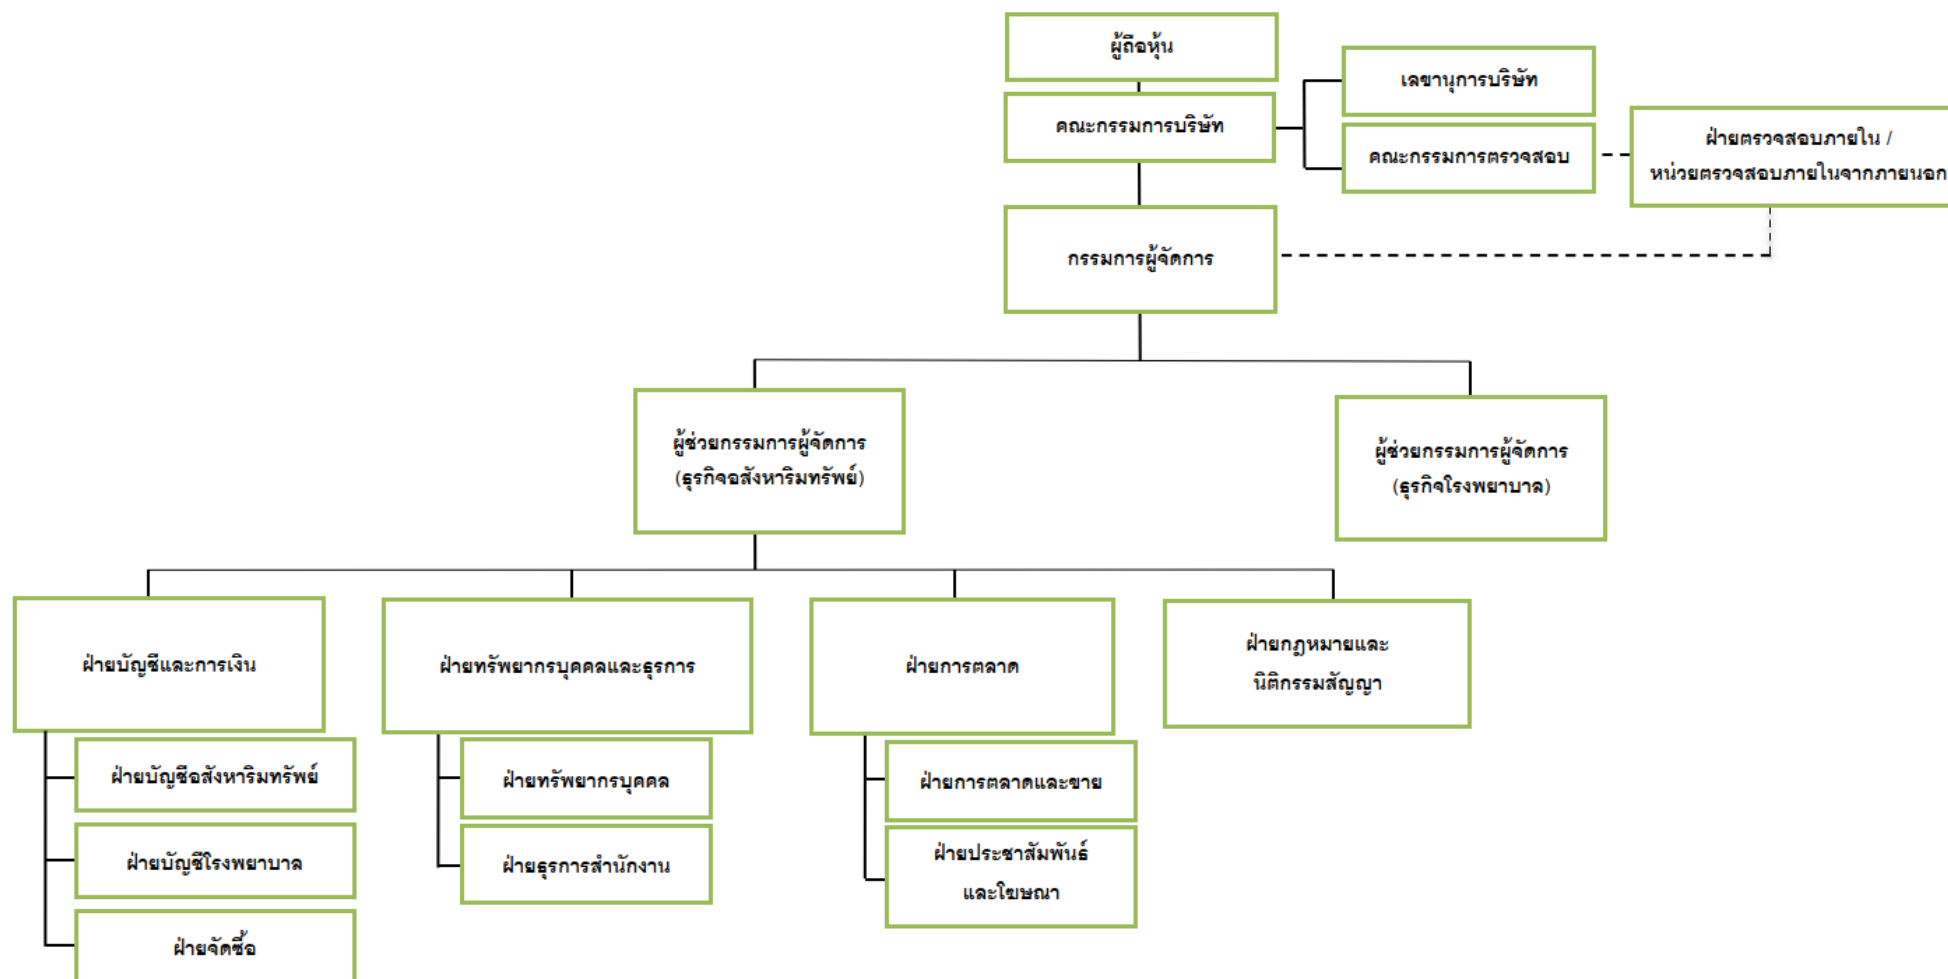 ผู้ถือหุ้น
เลขานุการบริษัท
คณะกรรมการบริษัท
คณะกรรมการตรวจสอบ
ฝ่ายตรวจสอบภายใน /
หน่วยตรวจสอบภายในจากภายนอก
กรรมการผู้จัดการ
ผู้ช่วยกรรมการผู้จัดการ
(ธุรกิจอสังหาริมทรัพย์)
ผู้ช่วยกรรมการผู้จัดการ
(ธุรกิจโรงพยาบาล)
ฝ่ายบัญชีและการเงิน
ฝ่ายทรัพยากรบุคคลและธุรการ
ฝ่ายการตลาด
ฝ่ายกฎหมายและ
นิติกรรมสัญญา
ฝ่ายบัญชีอสังหาริมทรัพย์
ฝ่ายบัญชีโรงพยาบาล
ฝ่ายจัดซื้อ
ฝ่ายทรัพยากรบุคคล
ฝ่ายธุรการสำนักงาน
ฝ่ายการตลาดและขาย
ฝ่ายประชาสัมพันธ์
และโฆษณา